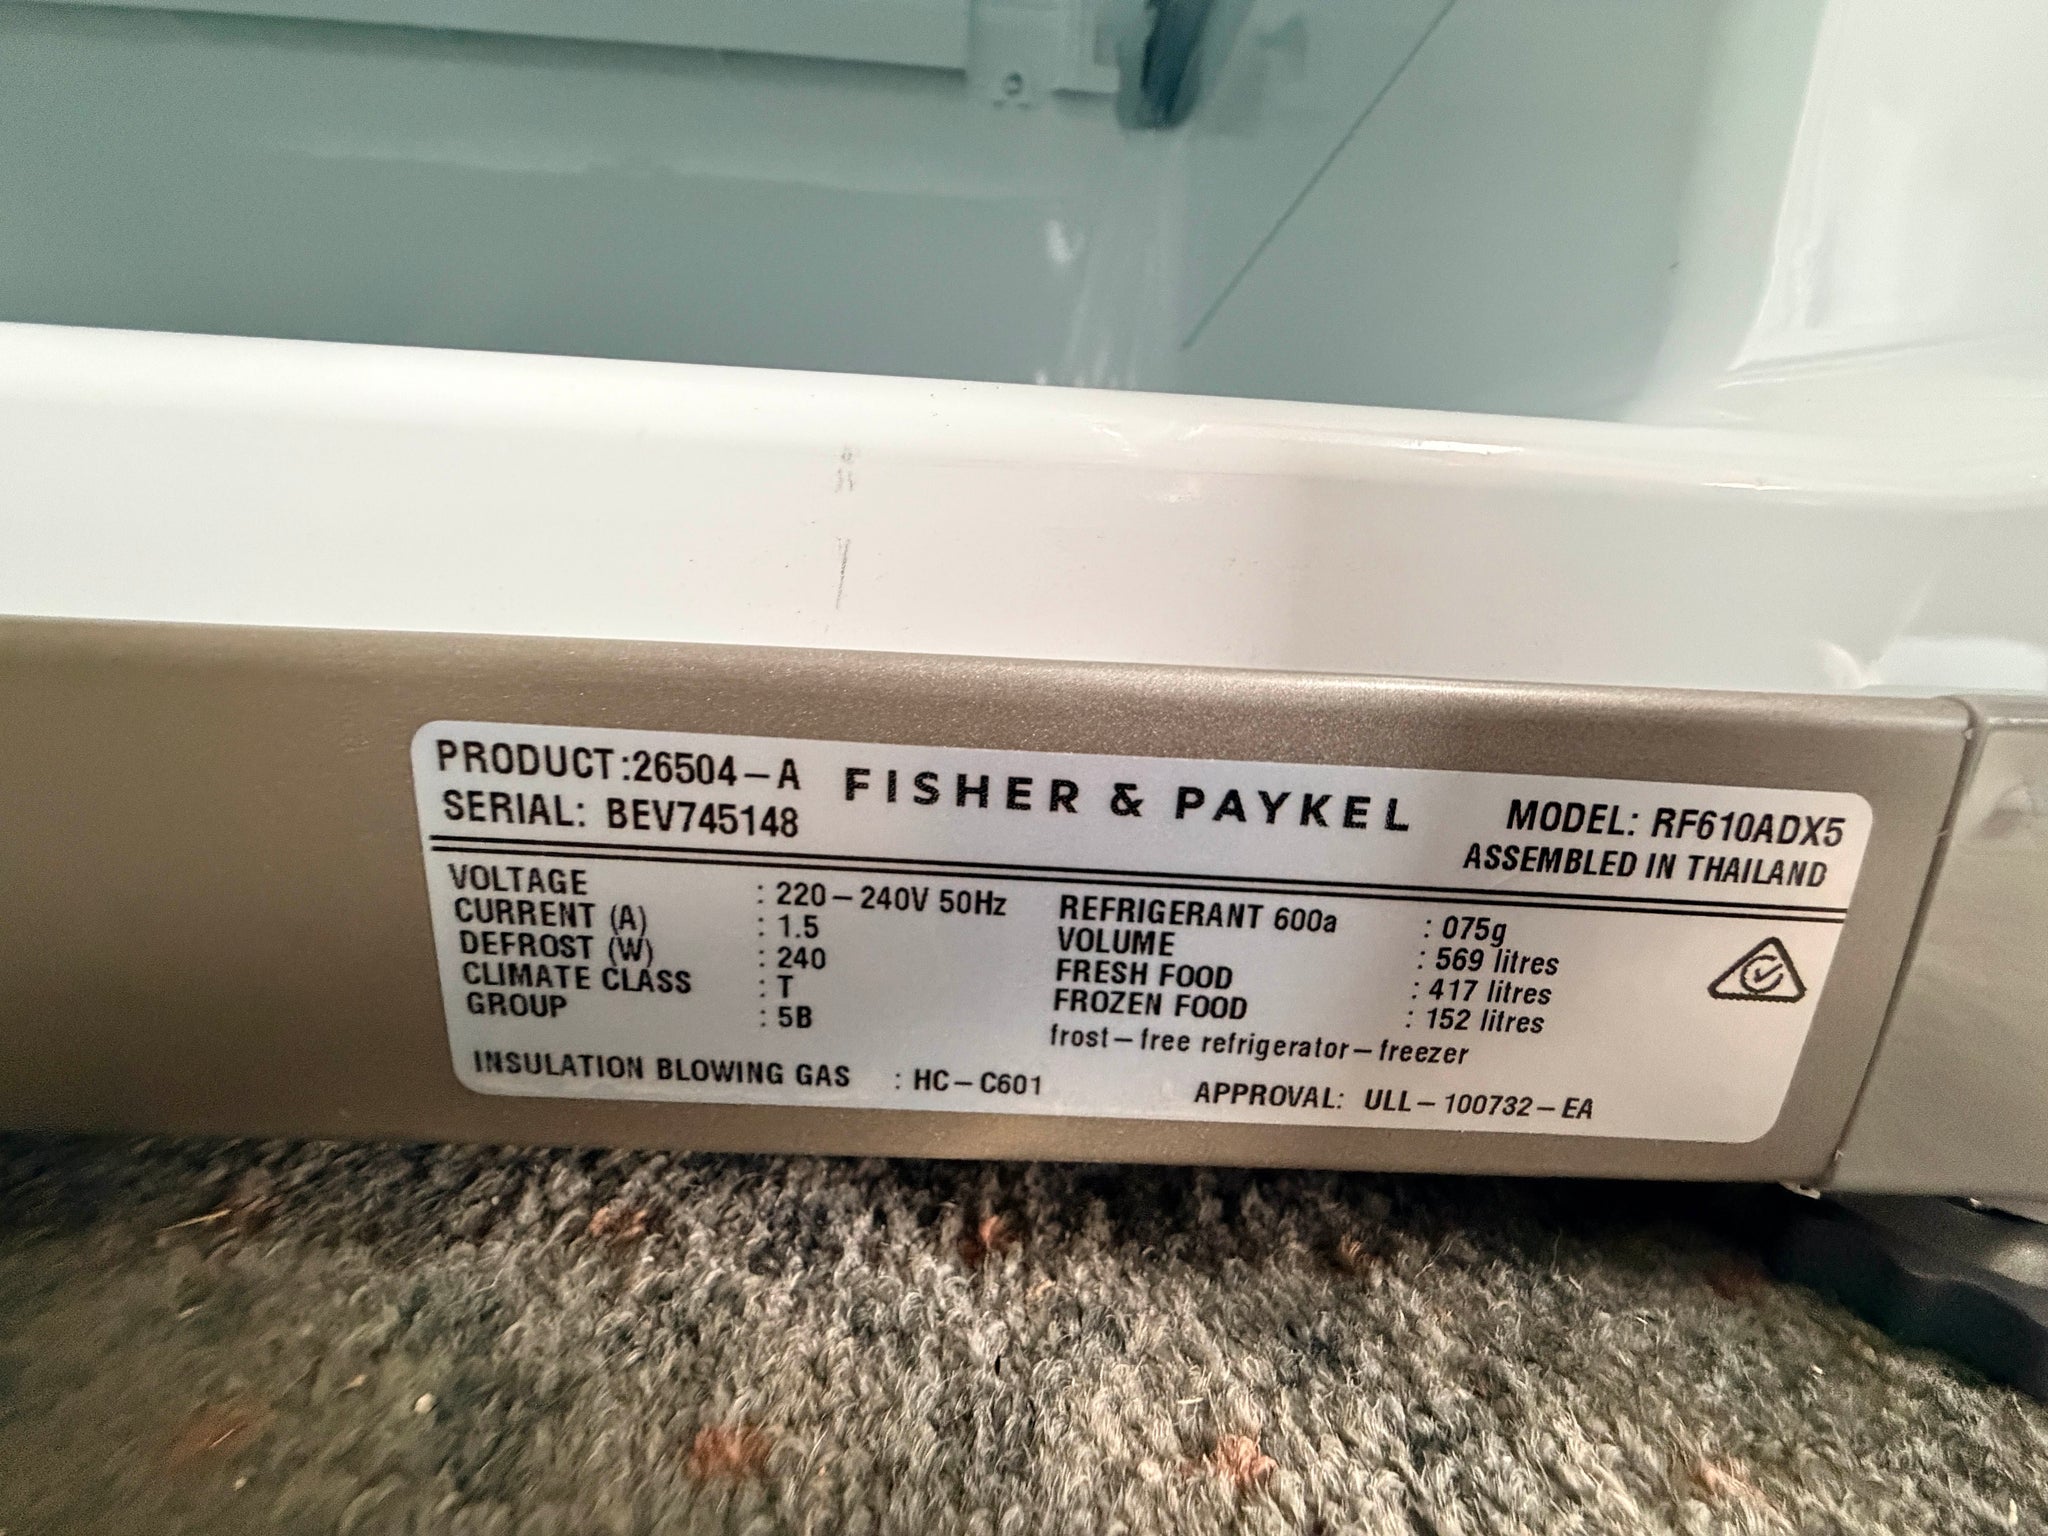 PRODUCT:26504-A
SERIAL: BEV745148
FISHER & PAYKEL
MODEL: RF610ADX5
ASSEMBLED IN THAILAND
VOLTAGE : 220-240V 50Hz
CURRENT (A) : 1.5
DEFROST (W) : 240
CLIMATE CLASS : T
GROUP : 5B
REFRIGERANT 600a : 075g
VOLUME : 569 litres
FRESH FOOD : 417 litres
FROZEN FOOD : 152 litres
frost-free refrigerator-freezer
INSULATION BLOWING GAS : HC-C601
APPROVAL: ULL-100732-EA